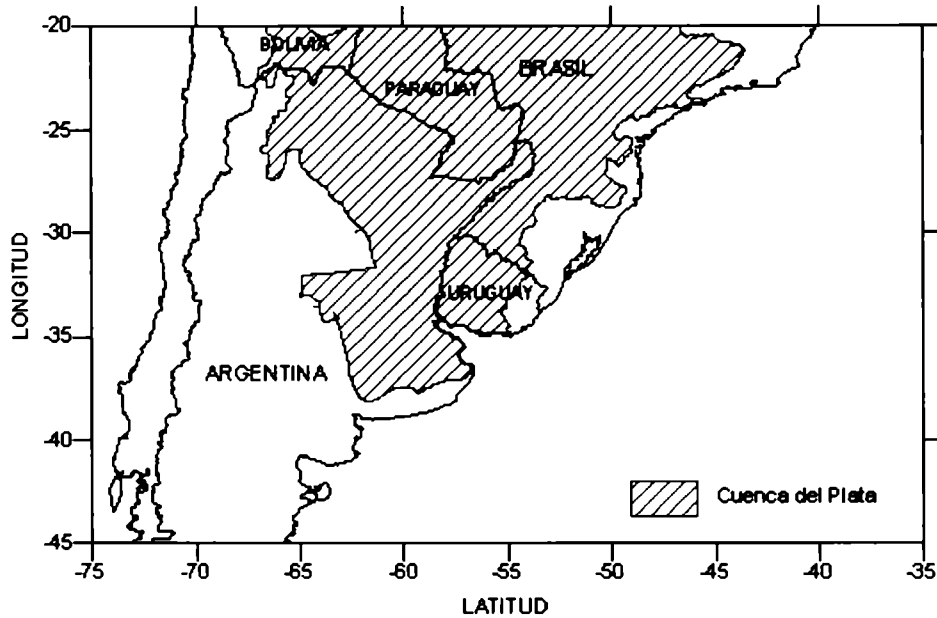 -20
BOLIVIA
BRASIL
PARAGUAY
-25
-30
LONGITUD
URUGUAY
-35
ARGENTINA
-40
Cuenca del Plata
-45
-75 -70 -65 -60 -55 -50 -45 -40 -35
LATITUD